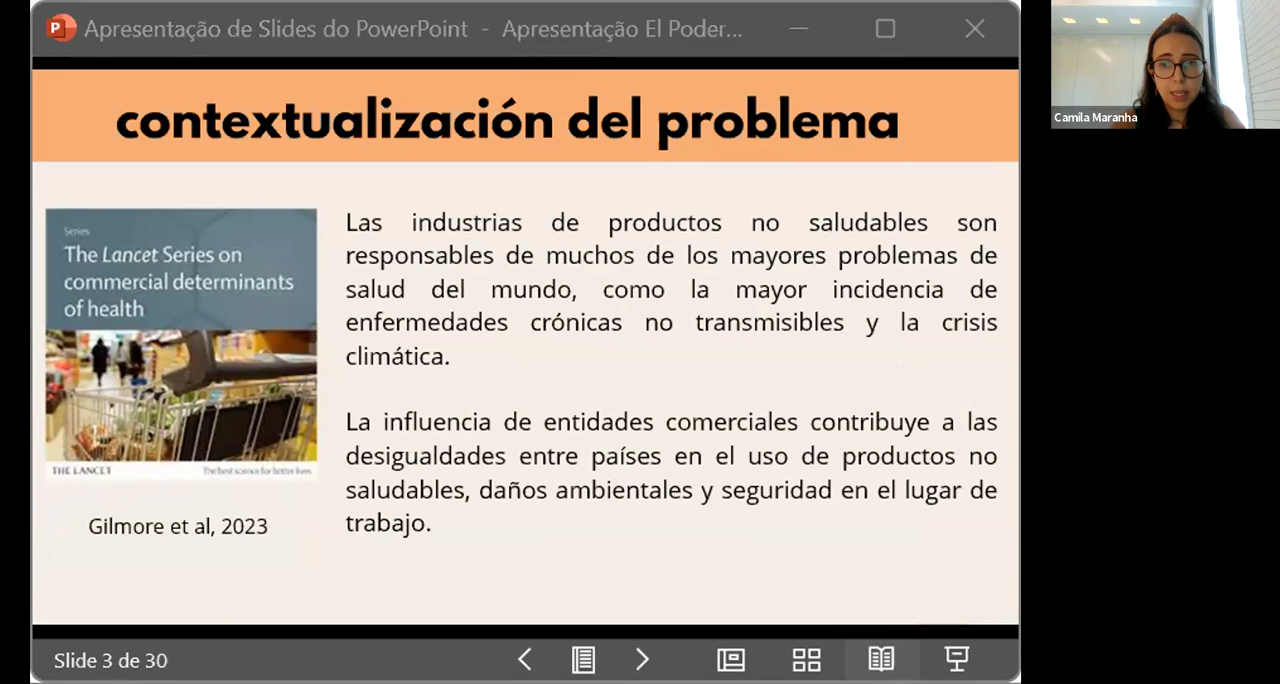 Apresentação de Slides do PowerPoint - Apresentação El Poder...
contextualización del problema
Series
The Lancet Series on
commercial determinants
of health
THE LANCET
The best science for better lives
Gilmore et al, 2023
Las industrias de productos no saludables son
responsables de muchos de los mayores problemas de
salud del mundo, como la mayor incidencia de
enfermedades crónicas no transmisibles y la crisis
climática.
La influencia de entidades comerciales contribuye a las
desigualdades entre países en el uso de productos no
saludables, daños ambientales y seguridad en el lugar de
trabajo.
Slide 3 de 30
Camila Maranha